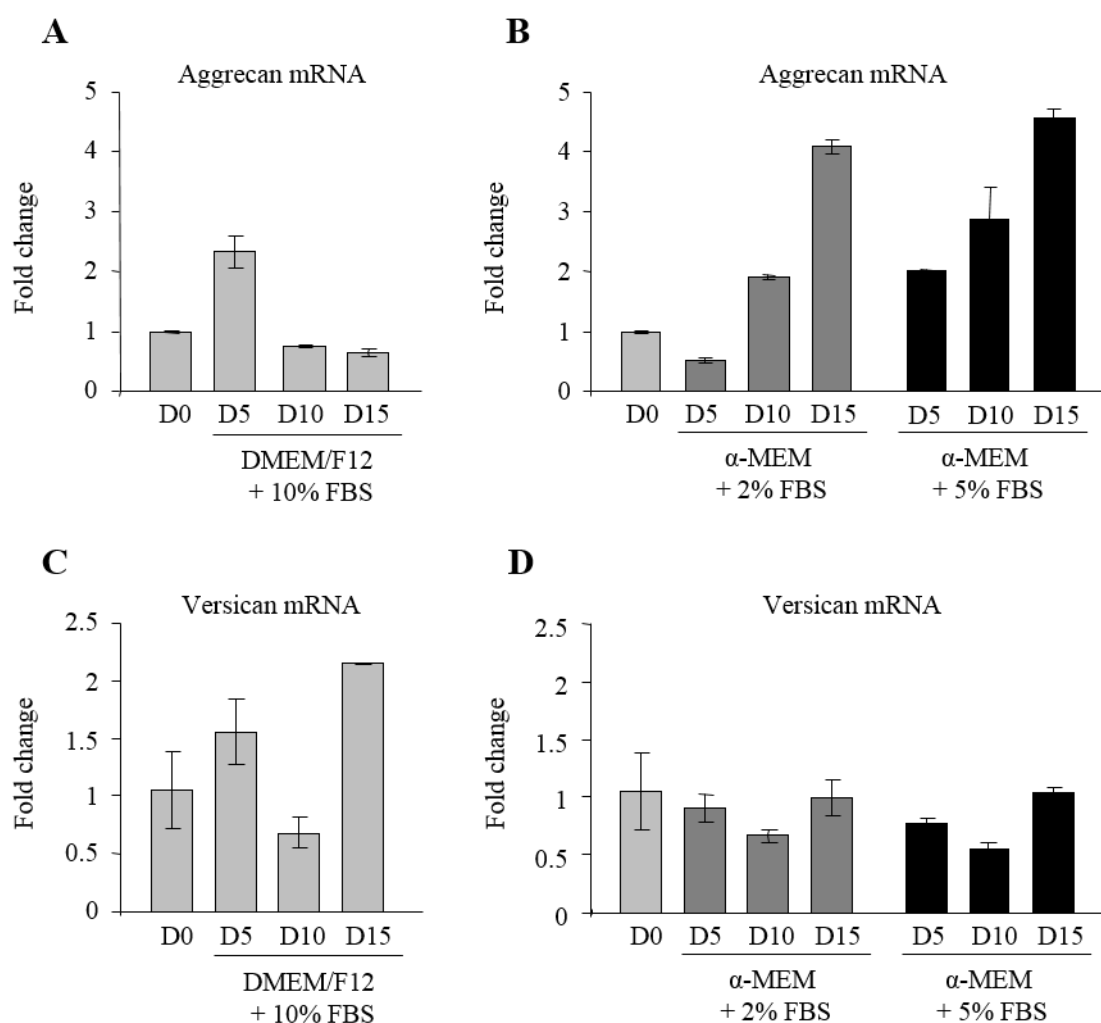 A
Aggrecan mRNA
Fold change
5
4
3
2
1
0
D0 D5 D10 D15
DMEM/F12
+ 10% FBS
B
Aggrecan mRNA
Fold change
5
4
3
2
1
0
D0 D5 D10 D15 D5 D10 D15
α-MEM
+ 2% FBS
α-MEM
+ 5% FBS
C
Versican mRNA
Fold change
2.5
2
1.5
1
0.5
0
D0 D5 D10 D15
DMEM/F12
+ 10% FBS
D
Versican mRNA
Fold change
2.5
2
1.5
1
0.5
0
D0 D5 D10 D15 D5 D10 D15
α-MEM
+ 2% FBS
α-MEM
+ 5% FBS